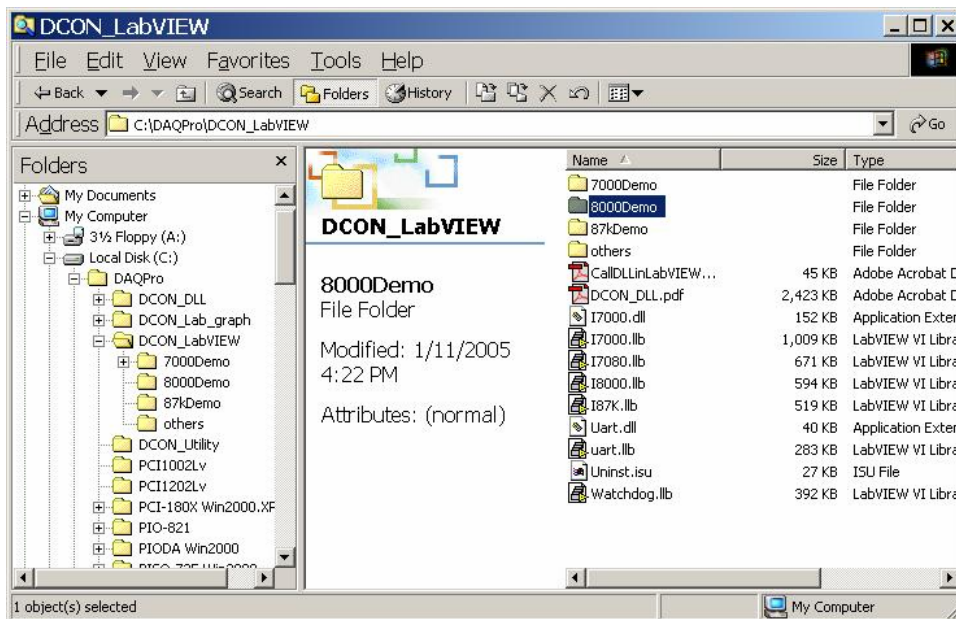 DCON_LabVIEW
File Edit View Favorites Tools Help
Back Search Folders History
Address C:\DAQPro\DCON_LabVIEW Go
Folders
My Documents
My Computer
3½ Floppy (A:)
Local Disk (C:)
DAQPro
DCON_DLL
DCON_Lab_graph
DCON_LabVIEW
7000Demo
8000Demo
87kDemo
others
DCON_Utility
PCI1002Lv
PCI1202Lv
PCI-180X Win2000.XP
PIO-821
PIODA Win2000
DCON_LabVIEW
8000Demo
File Folder
Modified: 1/11/2005
4:22 PM
Attributes: (normal)
Name Size Type
7000Demo File Folder
8000Demo File Folder
87kDemo File Folder
others File Folder
CallDLLinLabVIEW... 45 KB Adobe Acrobat D
DCON_DLL.pdf 2,423 KB Adobe Acrobat D
I7000.dll 152 KB Application Exter
I7000.llb 1,009 KB LabVIEW VI Libra
I7080.llb 671 KB LabVIEW VI Libra
I8000.llb 594 KB LabVIEW VI Libra
I87K.llb 519 KB LabVIEW VI Libra
Uart.dll 40 KB Application Exter
uart.llb 283 KB LabVIEW VI Libra
Uninst.isu 27 KB ISU File
Watchdog.llb 392 KB LabVIEW VI Libra
1 object(s) selected My Computer